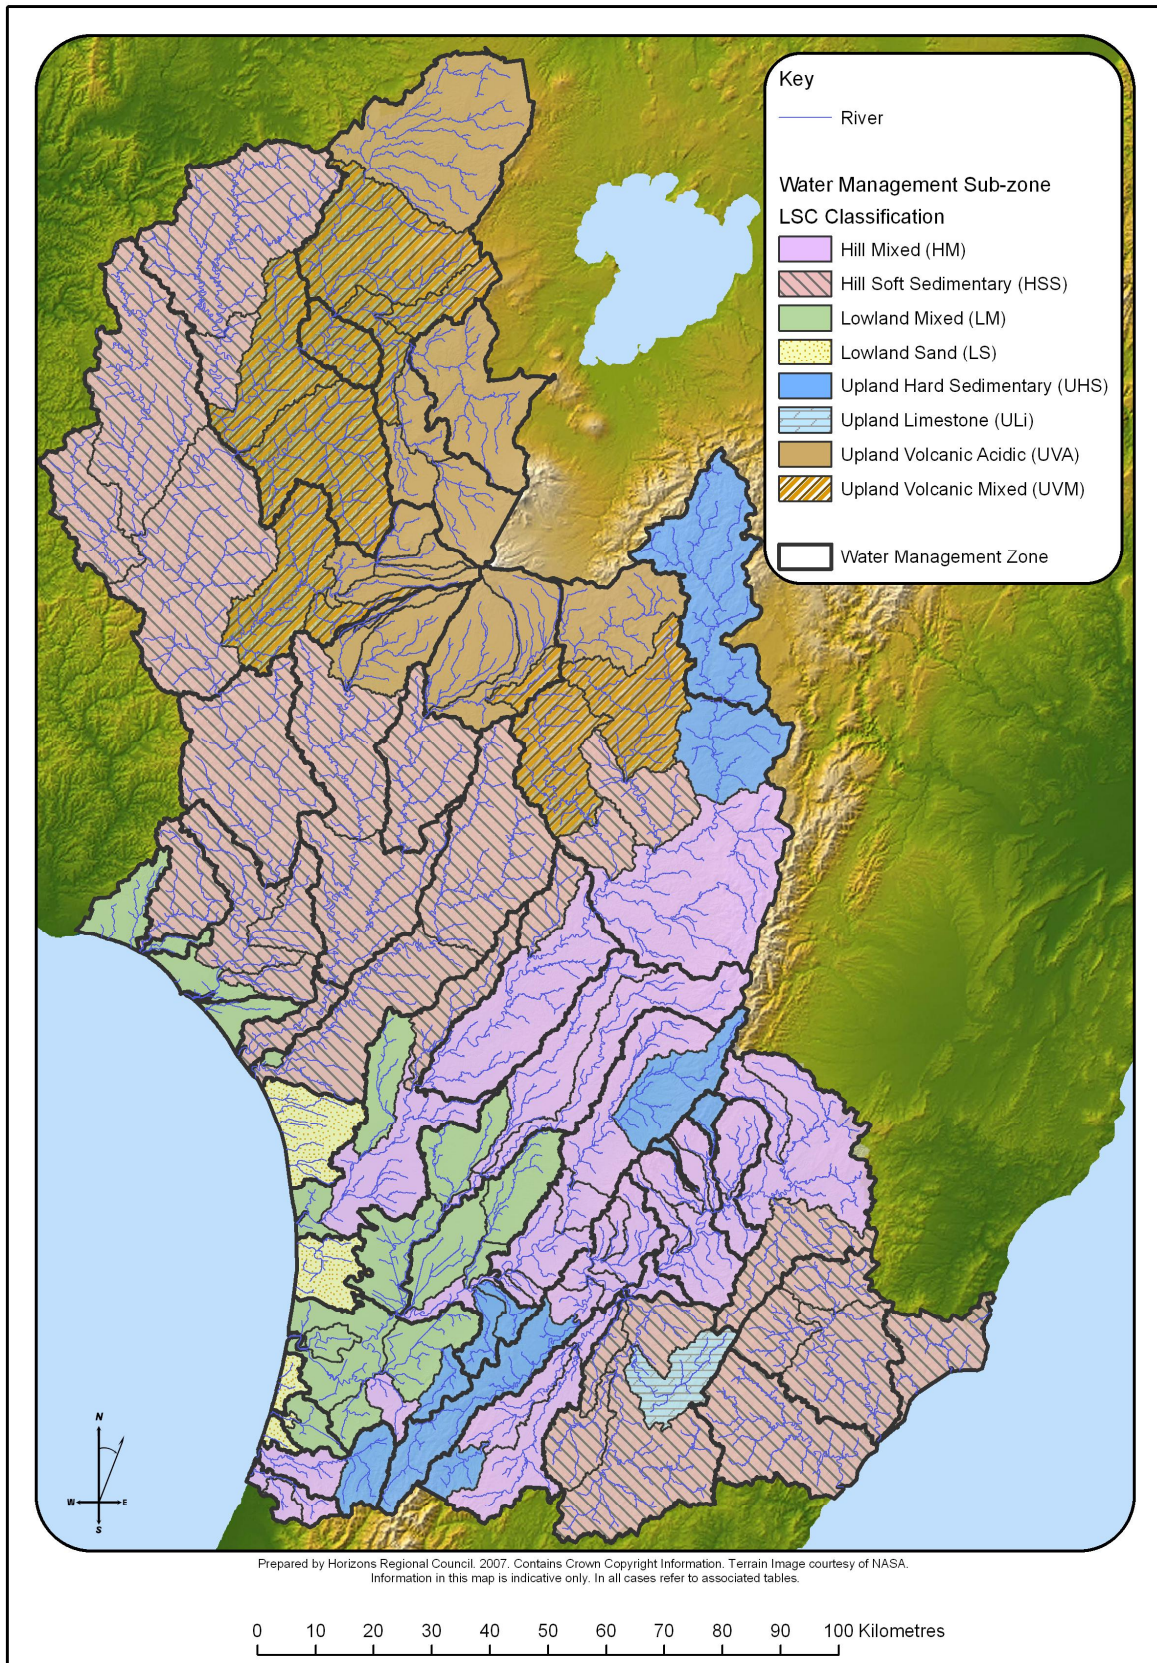 Key
River
Water Management Sub-zone
LSC Classification
Hill Mixed (HM)
Hill Soft Sedimentary (HSS)
Lowland Mixed (LM)
Lowland Sand (LS)
Upland Hard Sedimentary (UHS)
Upland Limestone (ULi)
Upland Volcanic Acidic (UVA)
Upland Volcanic Mixed (UVM)
Water Management Zone
N
W E
S
Prepared by Horizons Regional Council. 2007. Contains Crown Copyright Information. Terrain Image courtesy of NASA.
Information in this map is indicative only. In all cases refer to associated tables.
0 10 20 30 40 50 60 70 80 90 100 Kilometres